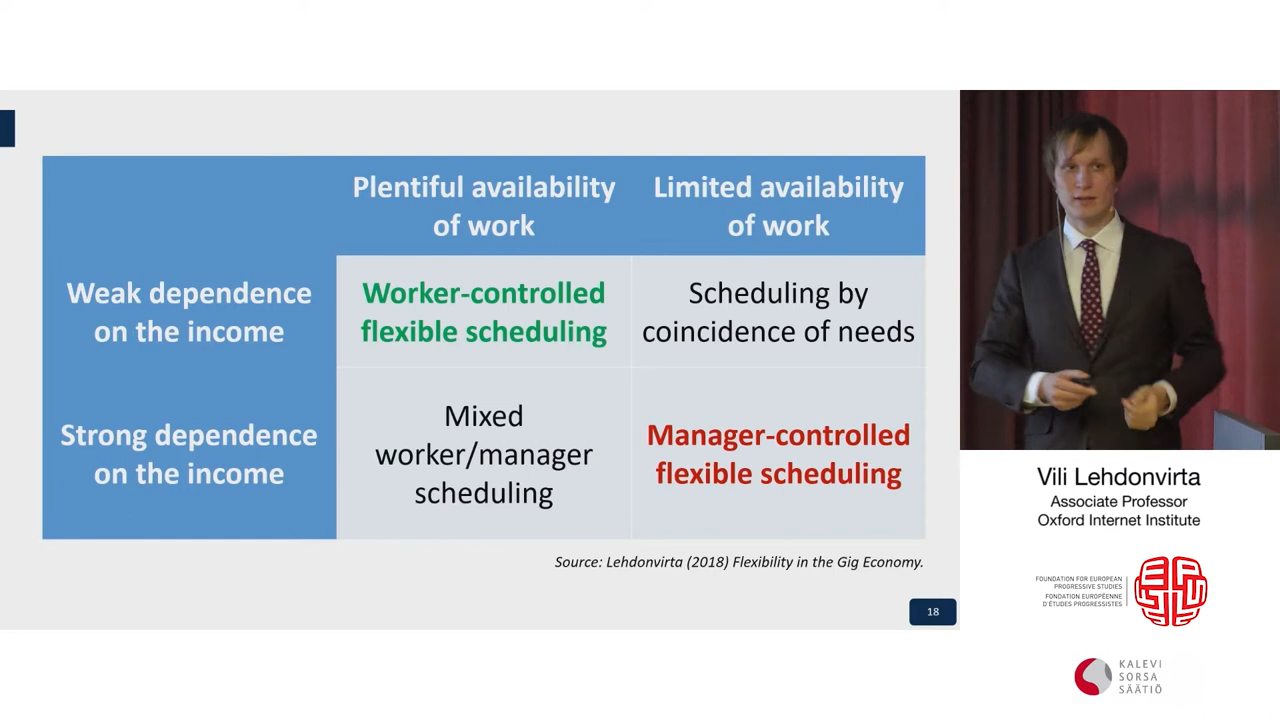 Plentiful availability
of work
Limited availability
of work
Weak dependence
on the income
Worker-controlled
flexible scheduling
Scheduling by
coincidence of needs
Strong dependence
on the income
Mixed
worker/manager
scheduling
Manager-controlled
flexible scheduling
Source: Lehdonvirta (2018) Flexibility in the Gig Economy.
18
Vili Lehdonvirta
Associate Professor
Oxford Internet Institute
FOUNDATION FOR EUROPEAN
PROGRESSIVE STUDIES
FONDATION EUROPÉENNE
D'ÉTUDES PROGRESSISTES
KALEVI
SORSA
SÄÄTIÖ